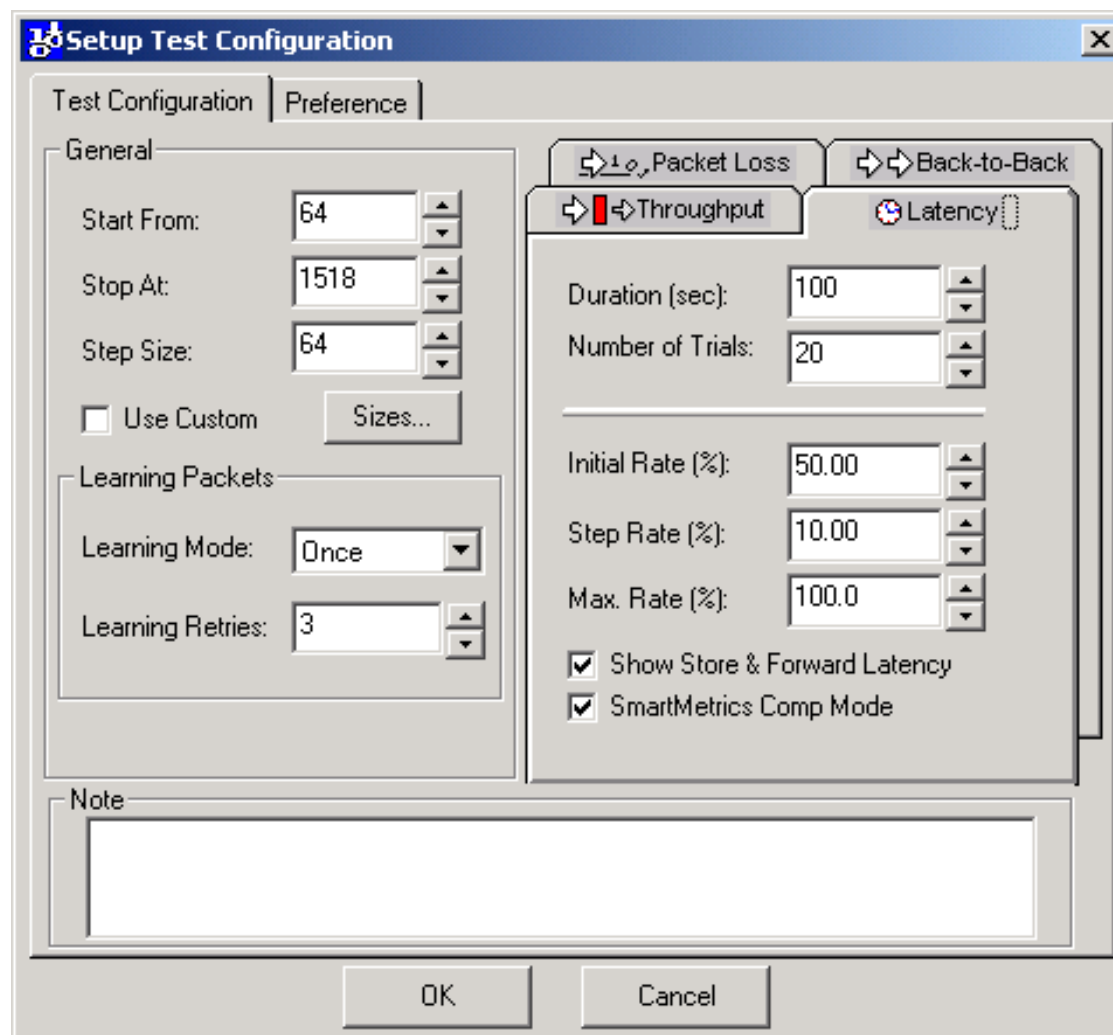 Setup Test Configuration
Test Configuration
Preference
General
Start From:
64
Stop At:
1518
Step Size:
64
Use Custom
Sizes...
Learning Packets
Learning Mode:
Once
Learning Retries:
3
Packet Loss
Back-to-Back
Throughput
Latency
Duration (sec):
100
Number of Trials:
20
Initial Rate (%):
50.00
Step Rate (%):
10.00
Max. Rate (%):
100.0
Show Store & Forward Latency
SmartMetrics Comp Mode
Note
OK
Cancel